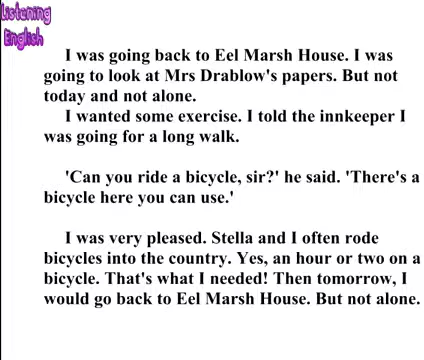 Listening
English
I was going back to Eel Marsh House. I was
going to look at Mrs Drablow's papers. But not
today and not alone.
I wanted some exercise. I told the innkeeper I
was going for a long walk.
'Can you ride a bicycle, sir?' he said. 'There's a
bicycle here you can use.'
I was very pleased. Stella and I often rode
bicycles into the country. Yes, an hour or two on a
bicycle. That's what I needed! Then tomorrow, I
would go back to Eel Marsh House. But not alone.